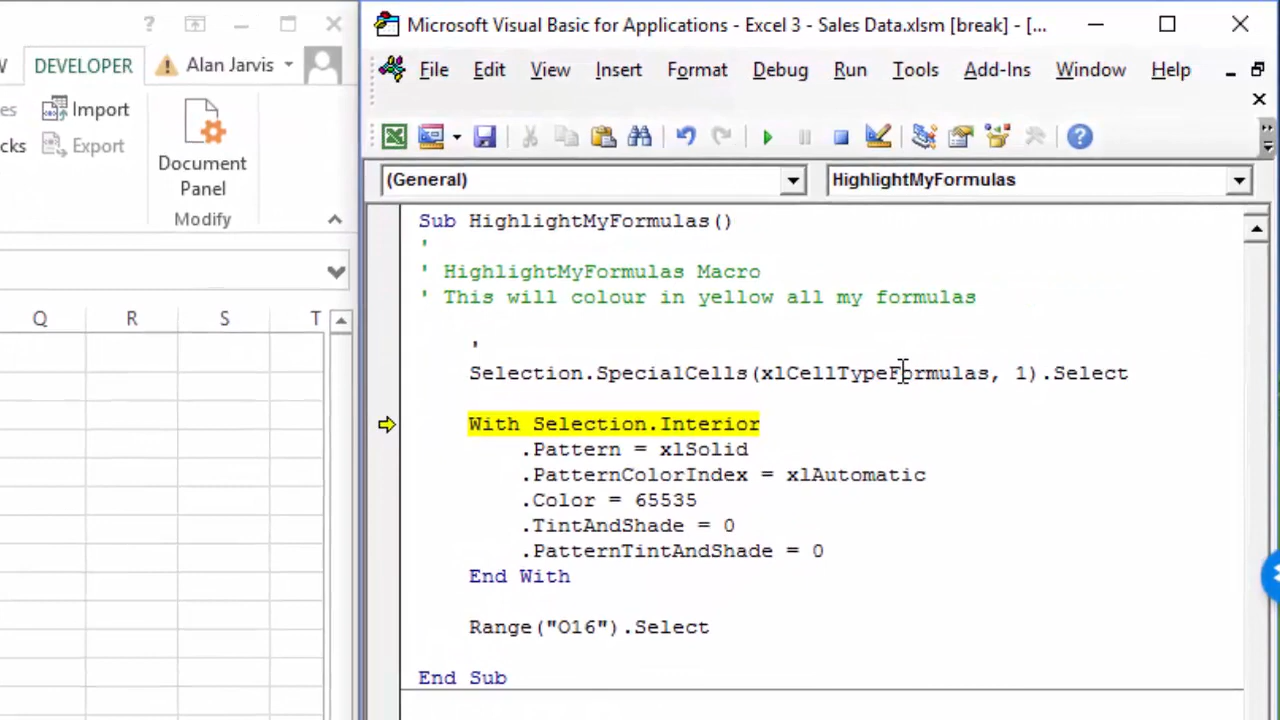 ?
W
DEVELOPER
Alan Jarvis
es
Import
cks
Export
Document
Panel
Modify
Q R S T
Microsoft Visual Basic for Applications - Excel 3 - Sales Data.xlsm [break] - [...
File Edit View Insert Format Debug Run Tools Add-Ins Window Help
?
(General)
HighlightMyFormulas
Sub HighlightMyFormulas()
'
' HighlightMyFormulas Macro
' This will colour in yellow all my formulas
'
Selection.SpecialCells(xlCellTypeFormulas, 1).Select
With Selection.Interior
.Pattern = xlSolid
.PatternColorIndex = xlAutomatic
.Color = 65535
.TintAndShade = 0
.PatternTintAndShade = 0
End With
Range("O16").Select
End Sub